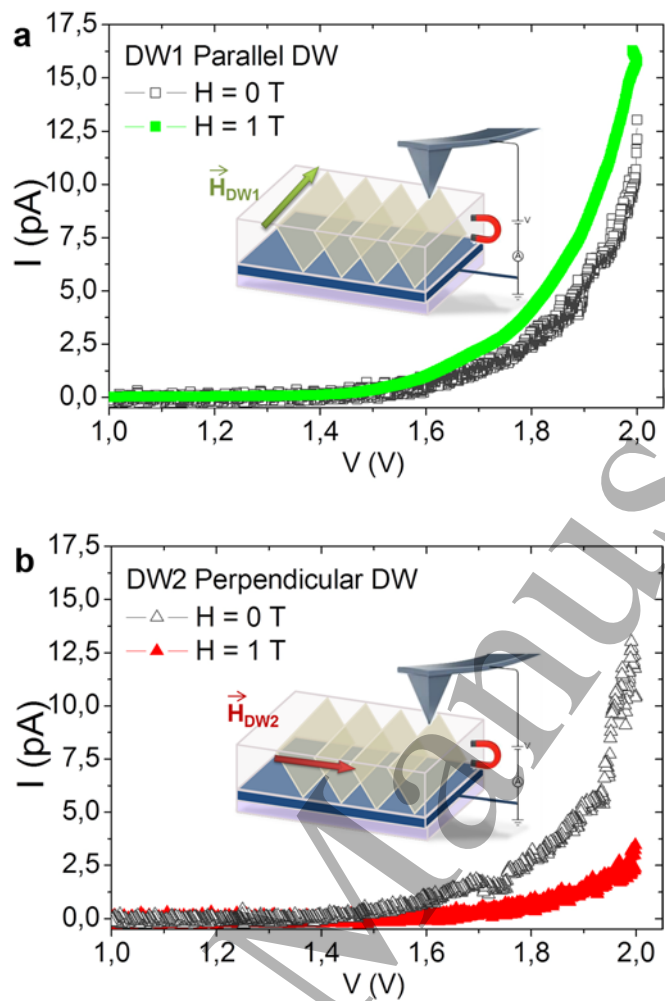 a
DW1 Parallel DW
H = 0 T
H = 1 T
H⃗DW1
V
A
I (pA)
17,5
15,0
12,5
10,0
7,5
5,0
2,5
0,0
1,0 1,2 1,4 1,6 1,8 2,0
V (V)
b
DW2 Perpendicular DW
H = 0 T
H = 1 T
H⃗DW2
V
A
I (pA)
17,5
15,0
12,5
10,0
7,5
5,0
2,5
0,0
1,0 1,2 1,4 1,6 1,8 2,0
V (V)
Manus